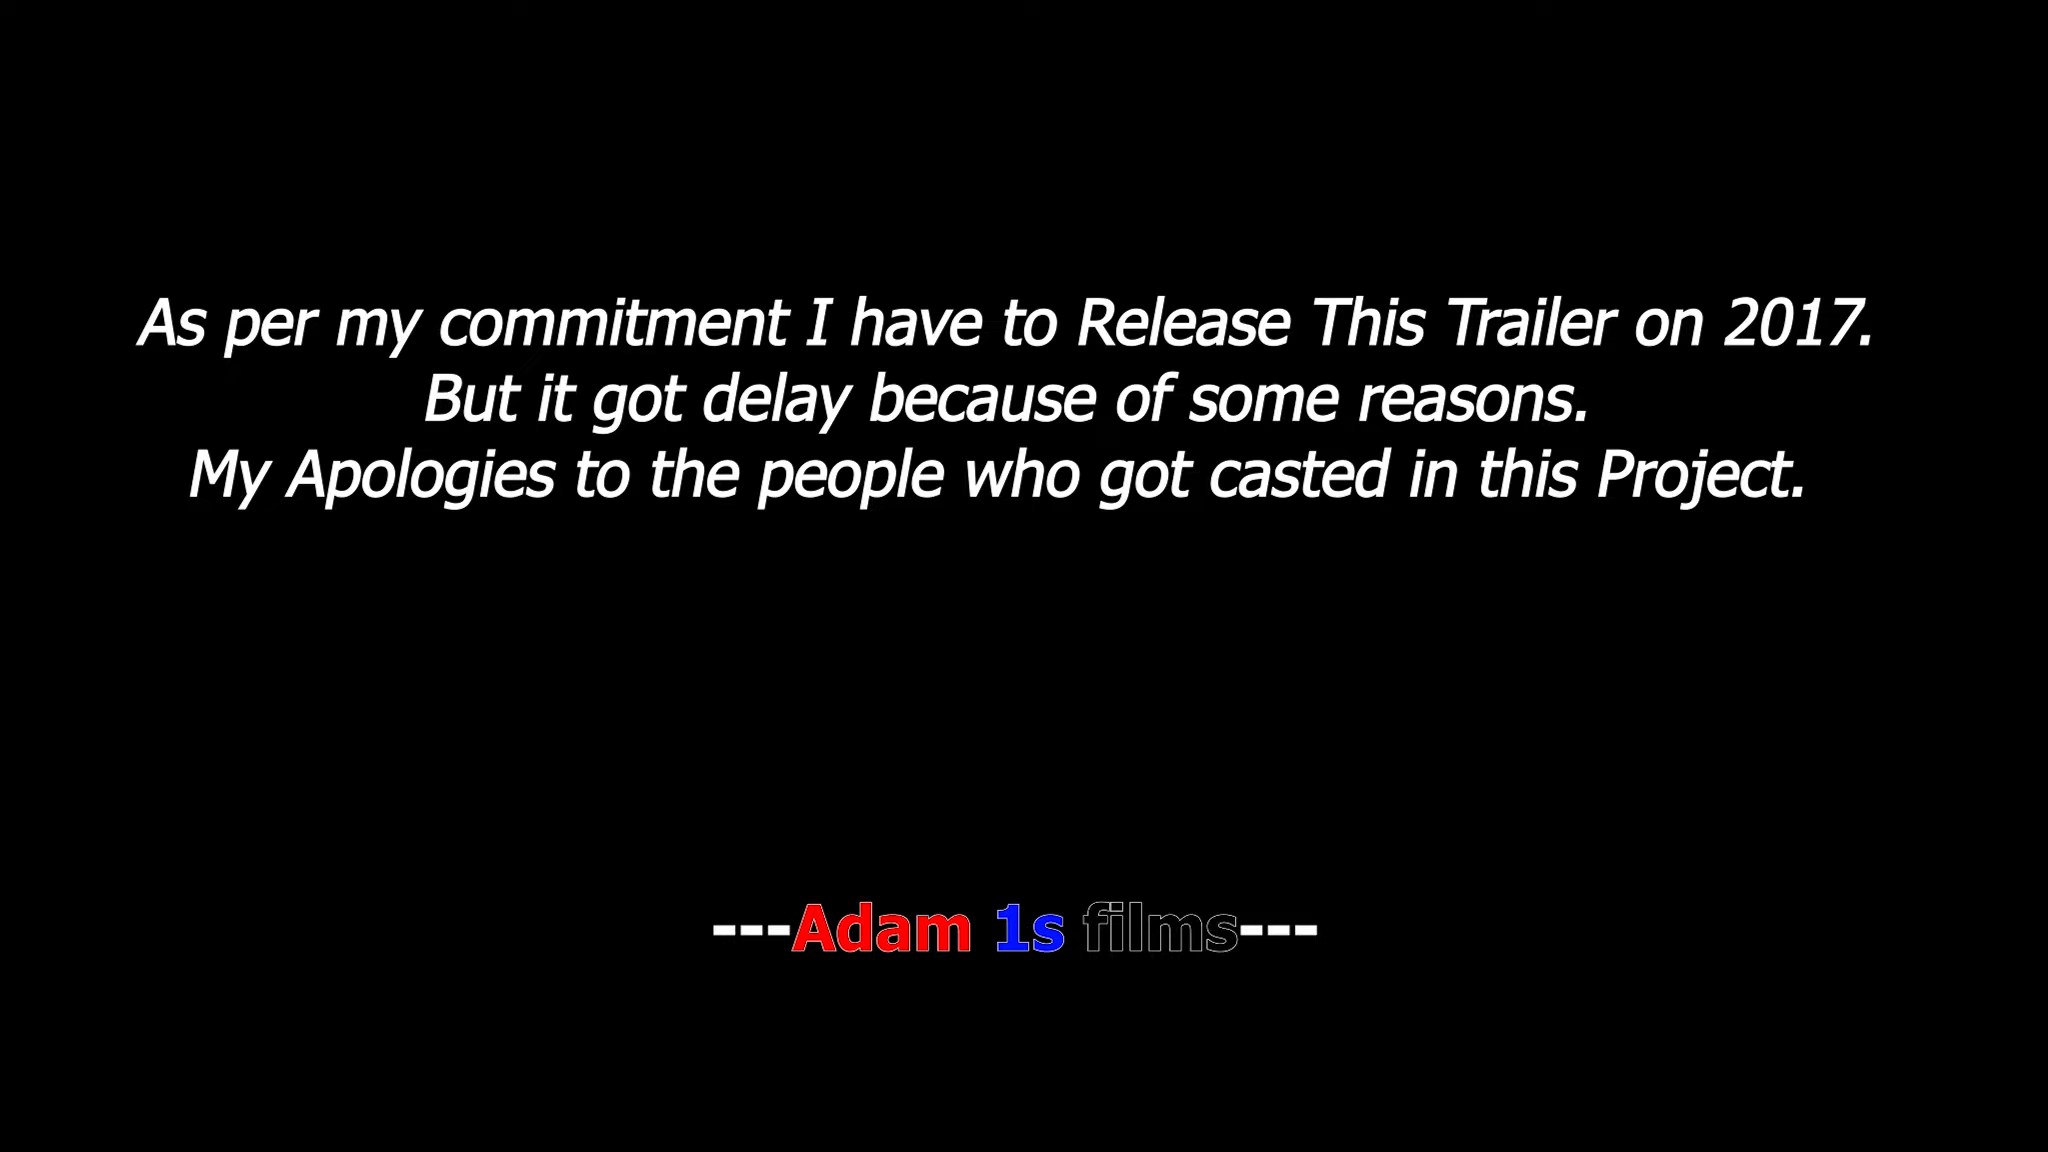 As per my commitment I have to Release This Trailer on 2017.
But it got delay because of some reasons.
My Apologies to the people who got casted in this Project.
---Adam 1s films---